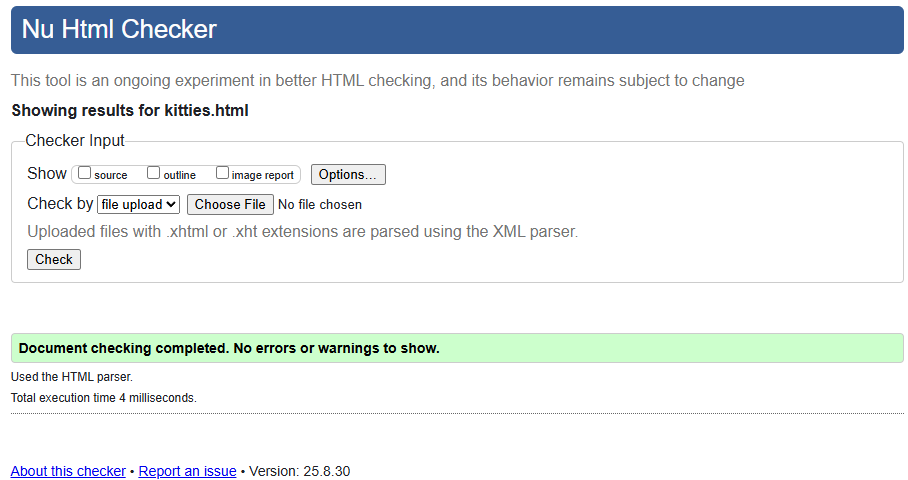 Nu Html Checker
This tool is an ongoing experiment in better HTML checking, and its behavior remains subject to change
Showing results for kitties.html
Checker Input
Show source outline image report Options...
Check by file upload Choose File No file chosen
Uploaded files with .xhtml or .xht extensions are parsed using the XML parser.
Check
Document checking completed. No errors or warnings to show.
Used the HTML parser.
Total execution time 4 milliseconds.
About this checker • Report an issue • Version: 25.8.30